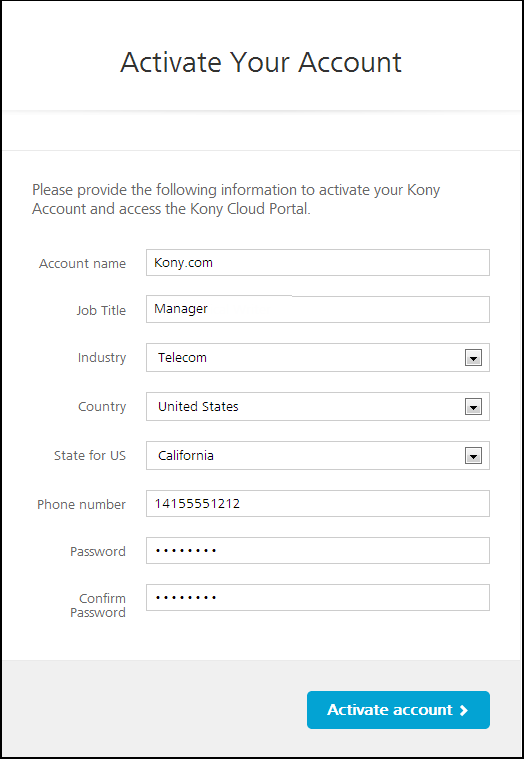 Activate Your Account
Please provide the following information to activate your Kony
Account and access the Kony Cloud Portal.
Account name Kony.com
Job Title Manager
Industry Telecom
Country United States
State for US California
Phone number 14155551212
Password ••••••••
Confirm
Password ••••••••
Activate account